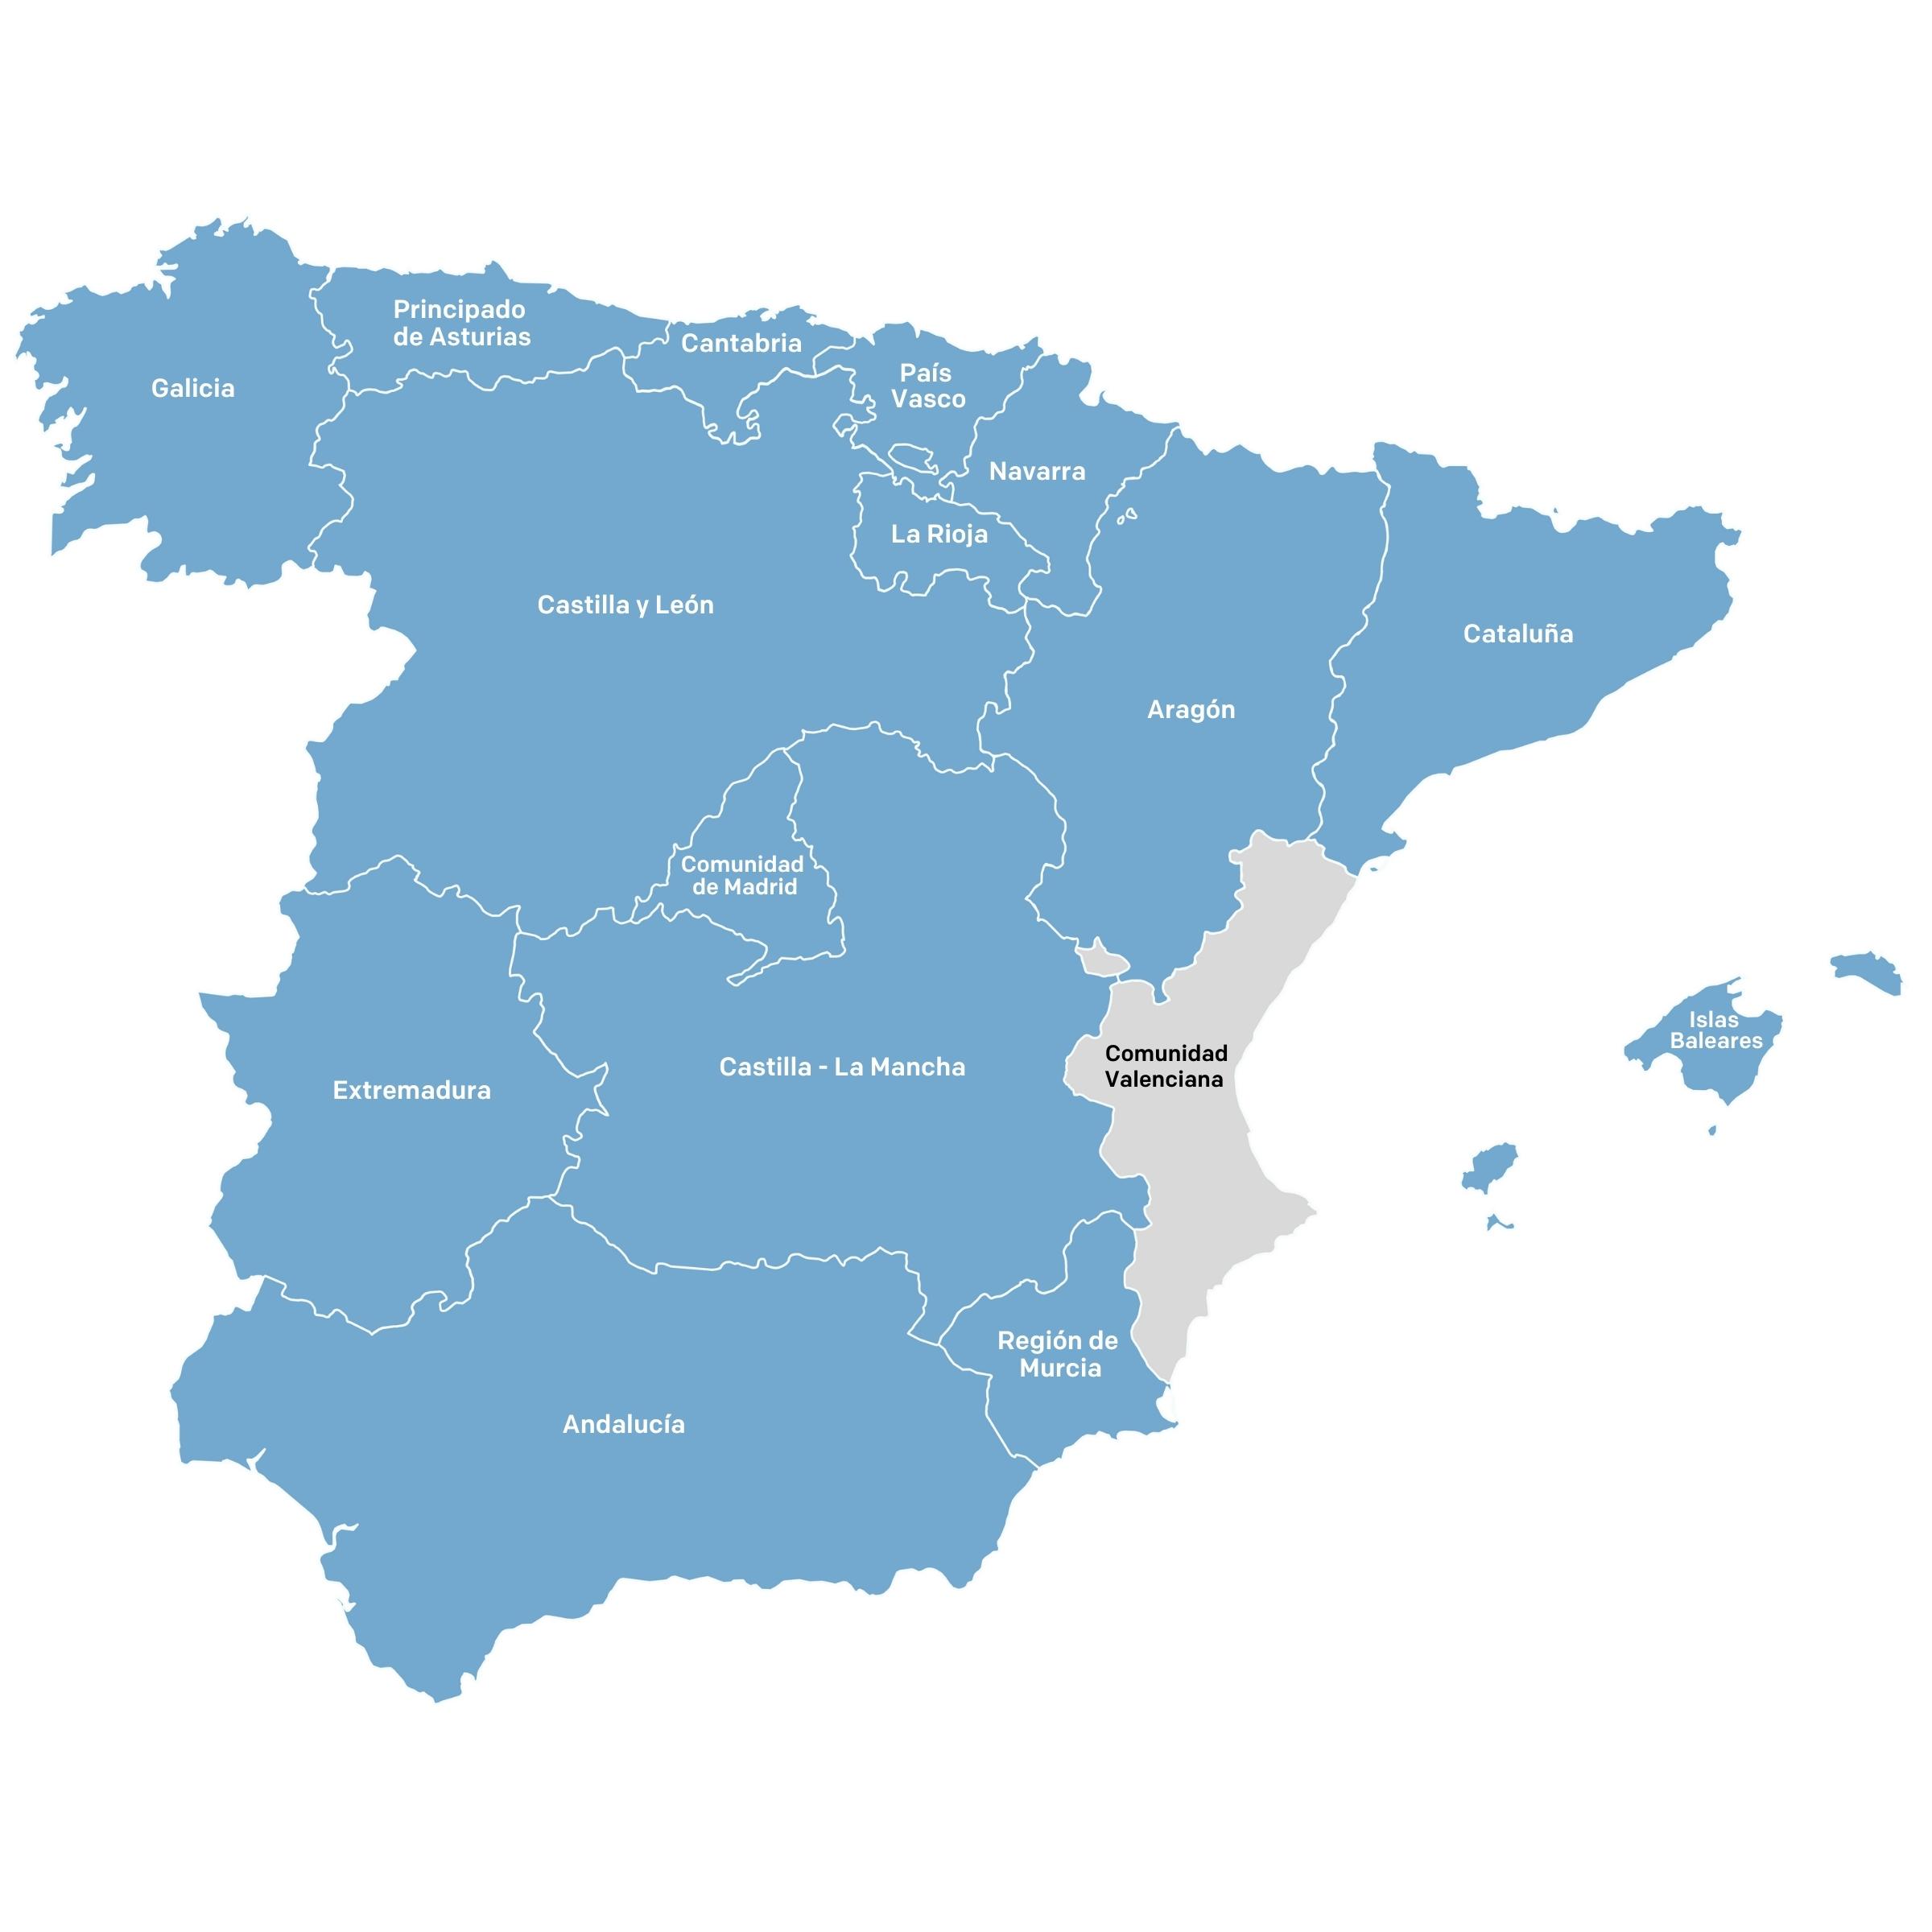 Principado
de Asturias
Cantabria
Galicia
País
Vasco
Navarra
La Rioja
Castilla y León
Cataluña
Aragón
Comunidad
de Madrid
Islas
Baleares
Comunidad
Valenciana
Castilla - La Mancha
Extremadura
Región de
Murcia
Andalucía